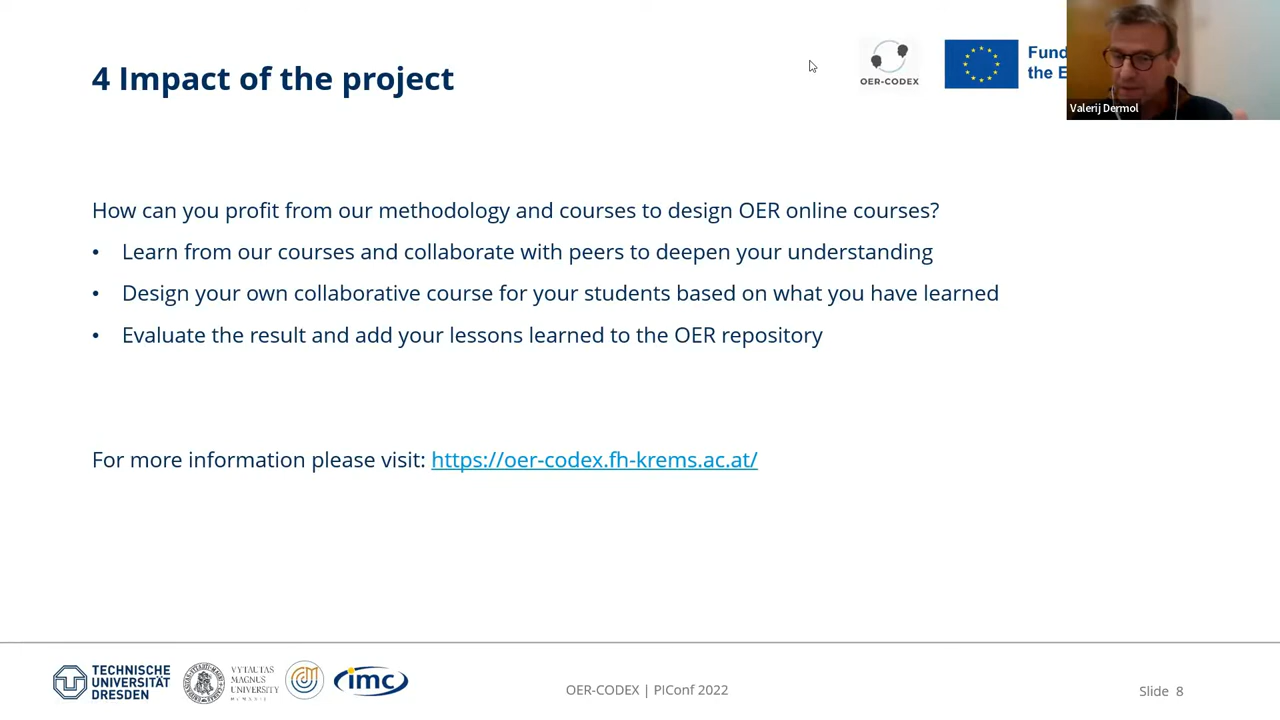 4 Impact of the project
OER-CODEX
Fund
the E
Valerij Dermol
How can you profit from our methodology and courses to design OER online courses?
• Learn from our courses and collaborate with peers to deepen your understanding
• Design your own collaborative course for your students based on what you have learned
• Evaluate the result and add your lessons learned to the OER repository
For more information please visit: https://oer-codex.fh-krems.ac.at/
TECHNISCHE
UNIVERSITÄT
DRESDEN
VYTAUTAS
MAGNUS
UNIVERSITY
imc
OER-CODEX | PIConf 2022
Slide 8